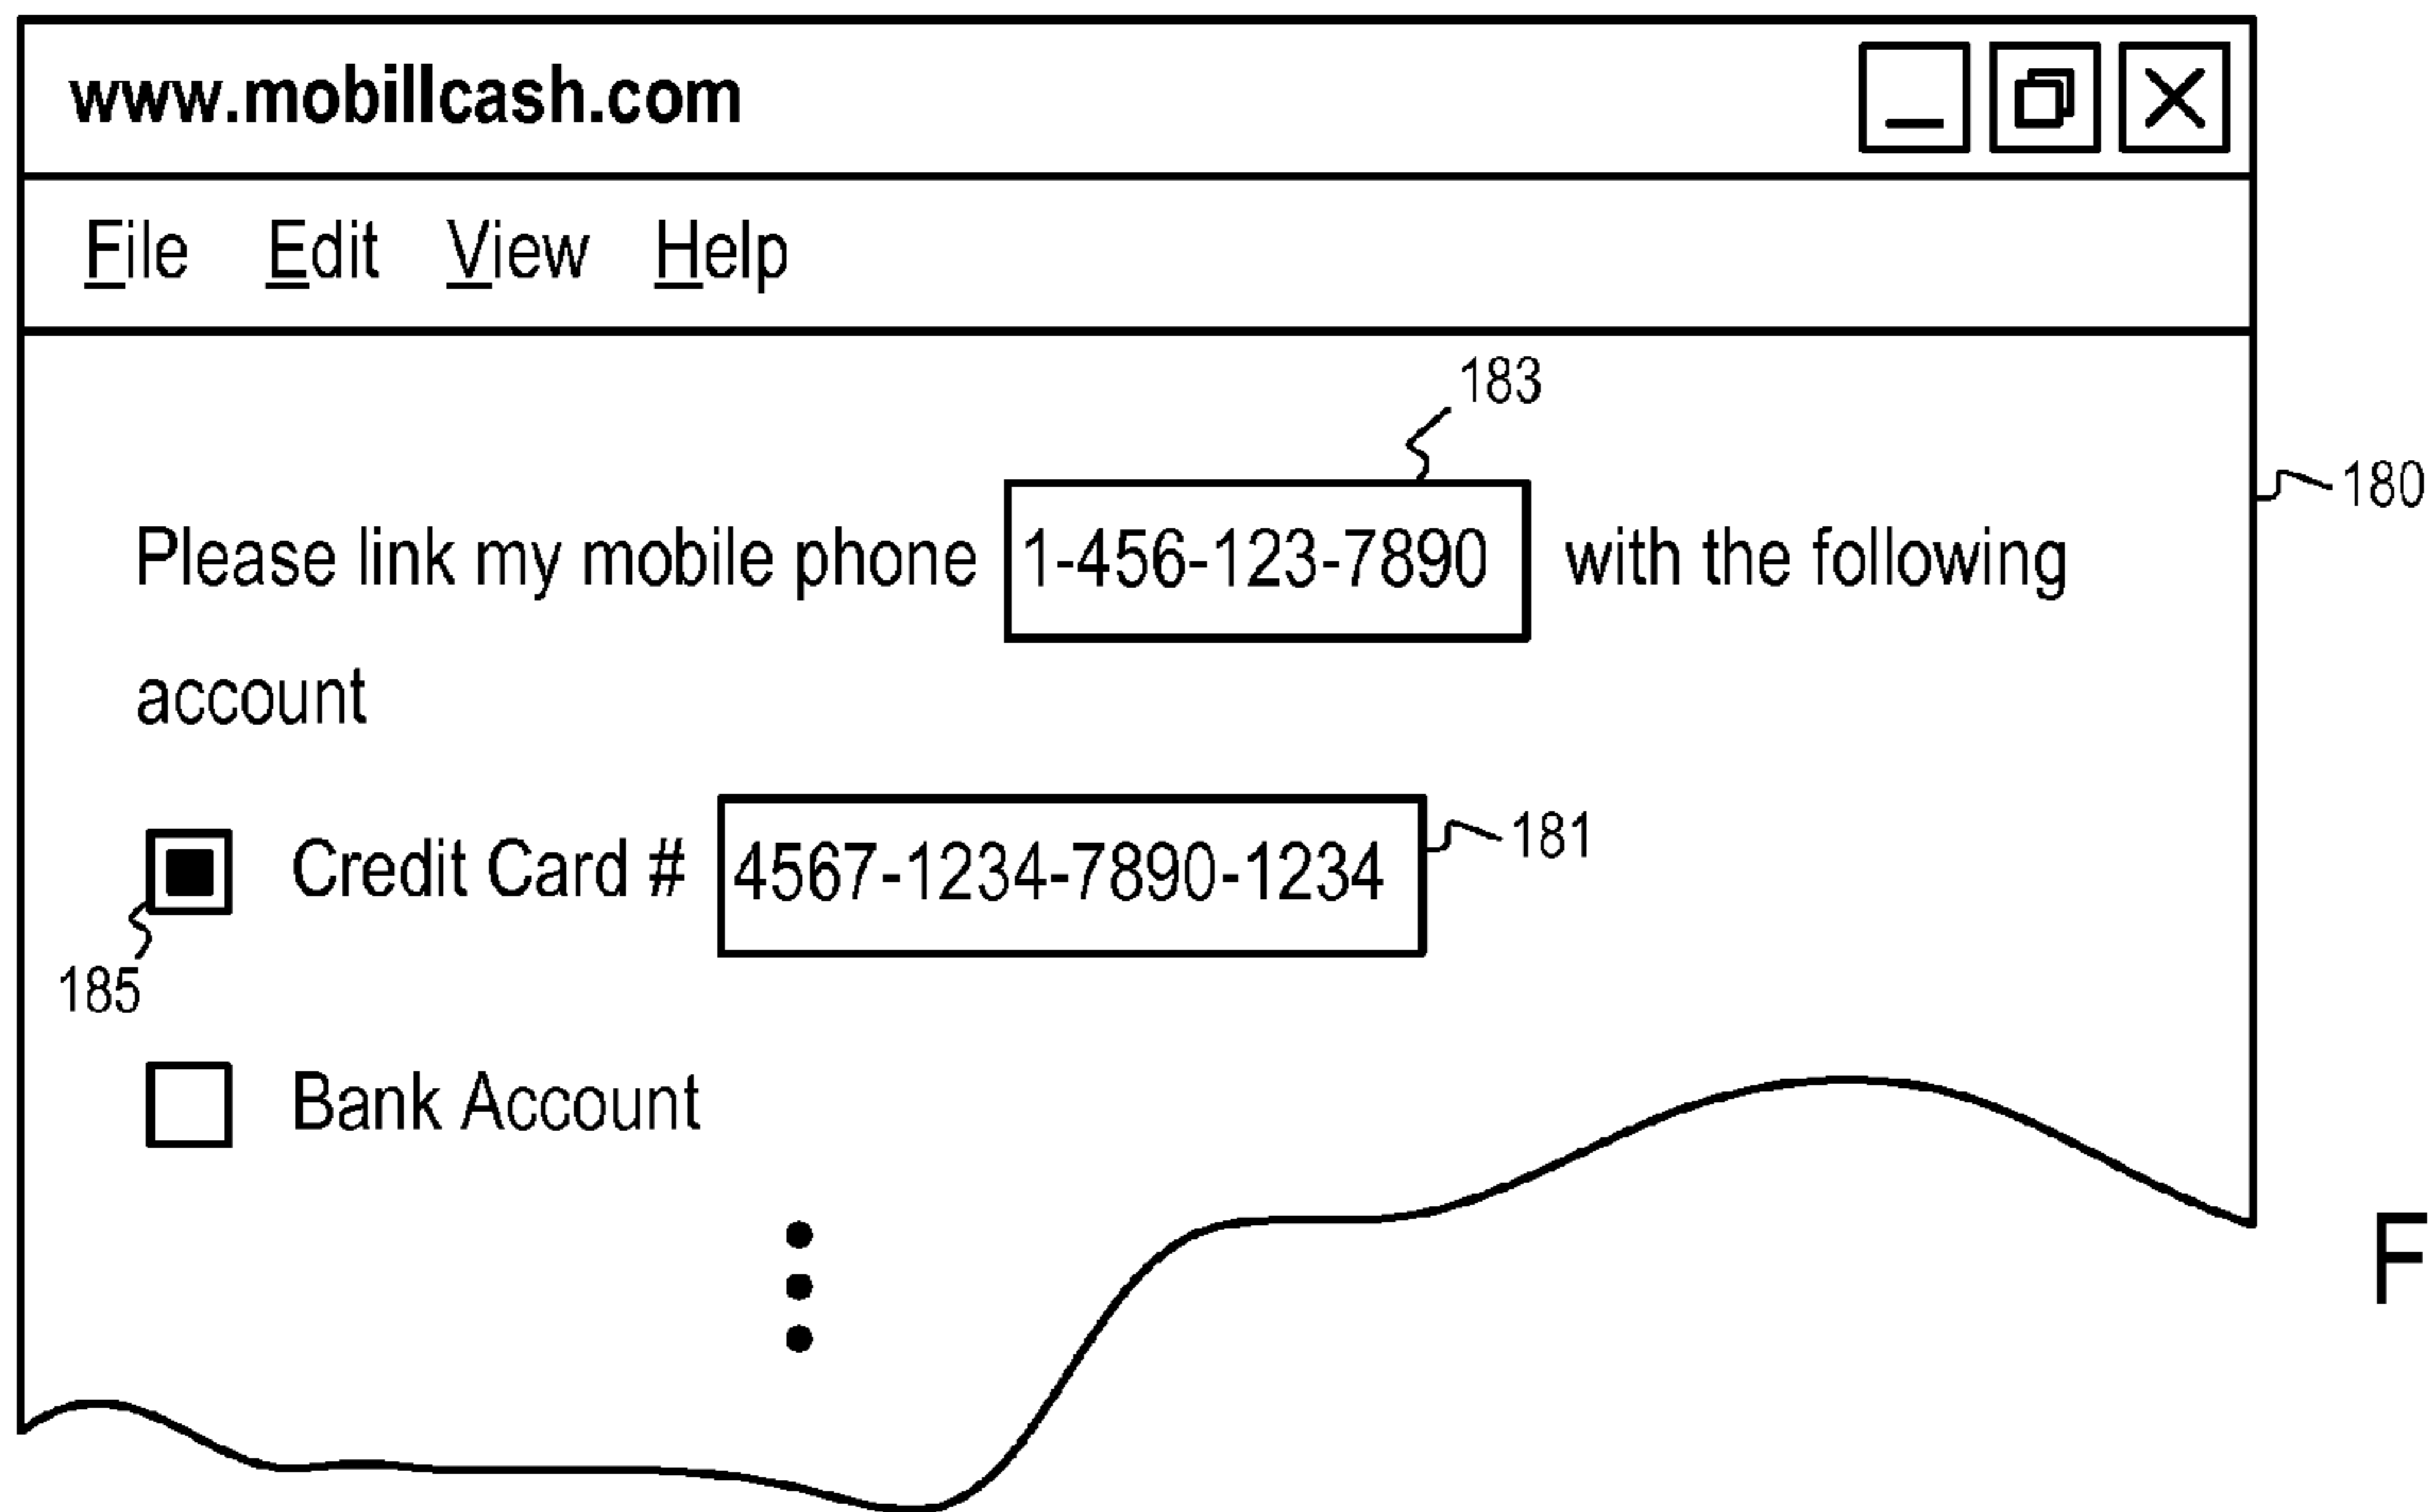 www.mobillcash.com
File Edit View Help
183
180
Please link my mobile phone 1-456-123-7890 with the following
account
Credit Card # 4567-1234-7890-1234
181
185
Bank Account
F